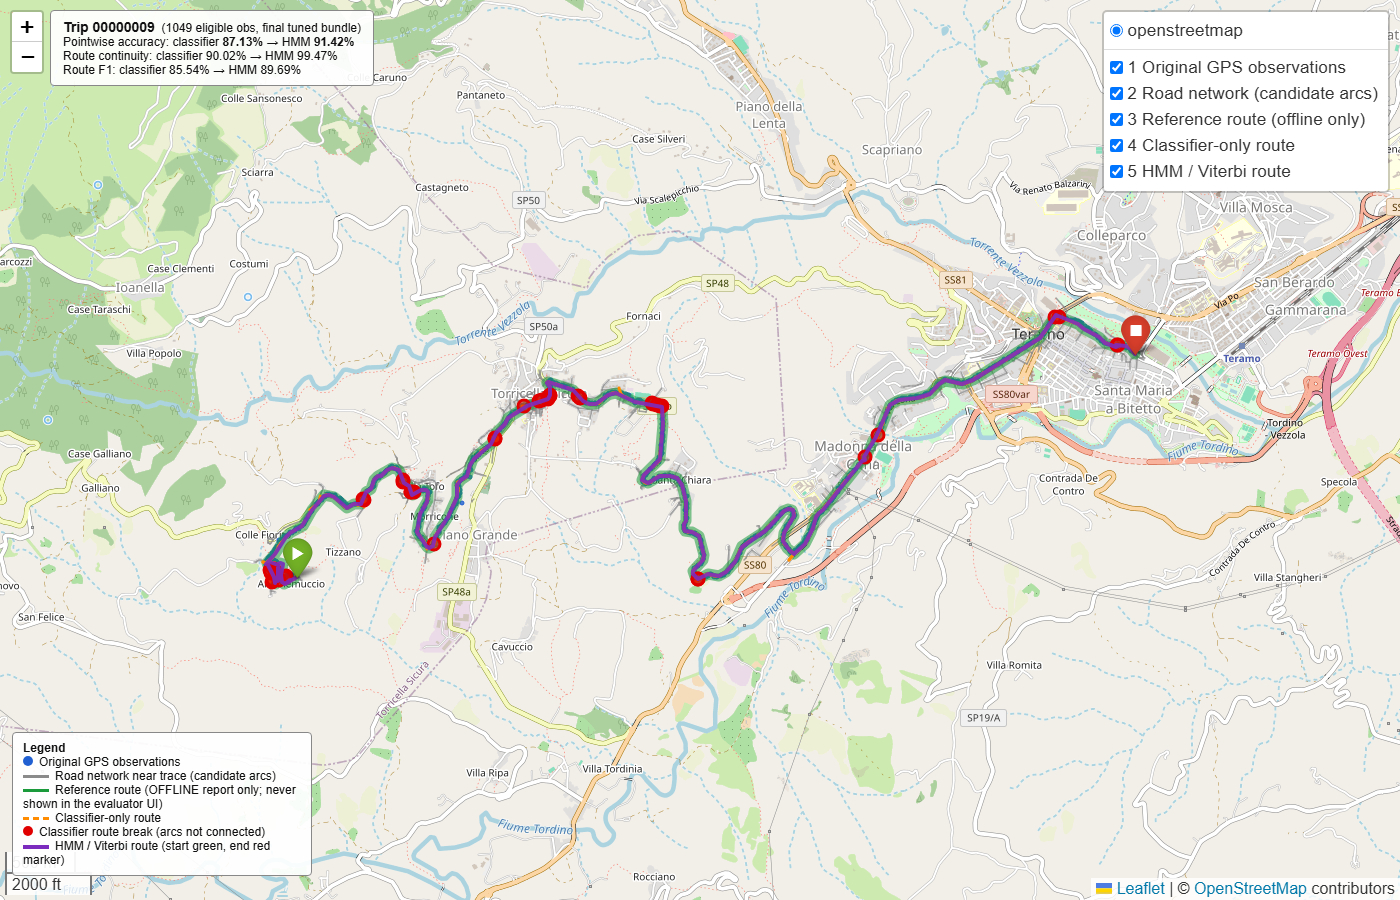 +
−
Trip 00000009 (1049 eligible obs, final tuned bundle)
Pointwise accuracy: classifier 87.13% → HMM 91.42%
Route continuity: classifier 90.02% → HMM 99.47%
Route F1: classifier 85.54% → HMM 89.69%
openstreetmap
1 Original GPS observations
2 Road network (candidate arcs)
3 Reference route (offline only)
4 Classifier-only route
5 HMM / Viterbi route
Colle Caruno
Colle Sansonesco
Pantaneto
Piano della
Lenta
Case Silveri
Scapriano
Sciarra
Castagneto
Via Scalepicchio
SP50
Via Renato Balzarini
Villa Mosca
Colleparco
Torrente Vezzola
Case Clementi
Costumi
Ioanella
Case Taraschi
SP48
SS81
San Berardo
Via Po
Gammarana
Torrente Vezzola
SP50a
Fornaci
Villa Popolo
Teramo
Teramo
Teramo Ovest
Santa Maria
a Bitetto
SS80var
Teramo
Vezzola
Tordino
Fiume Tordino
Madonna della
Case Galliano
Galliano
Contrada De
Contro
Specola
Colle
Tizzano
Piano Grande
SS80
SP48a
Fiume Tordino
Contrada De Contro
Villa Stangheri
San Felice
Cavuccio
Torricella Sicura
Villa Romita
SP19/A
Villa Ripa
Villa Tordinia
Fiume Tordino
Rocciano
Legend
Original GPS observations
Road network near trace (candidate arcs)
Reference route (OFFLINE report only; never
shown in the evaluator UI)
Classifier-only route
Classifier route break (arcs not connected)
HMM / Viterbi route (start green, end red
marker)
2000 ft
Leaflet | © OpenStreetMap contributors